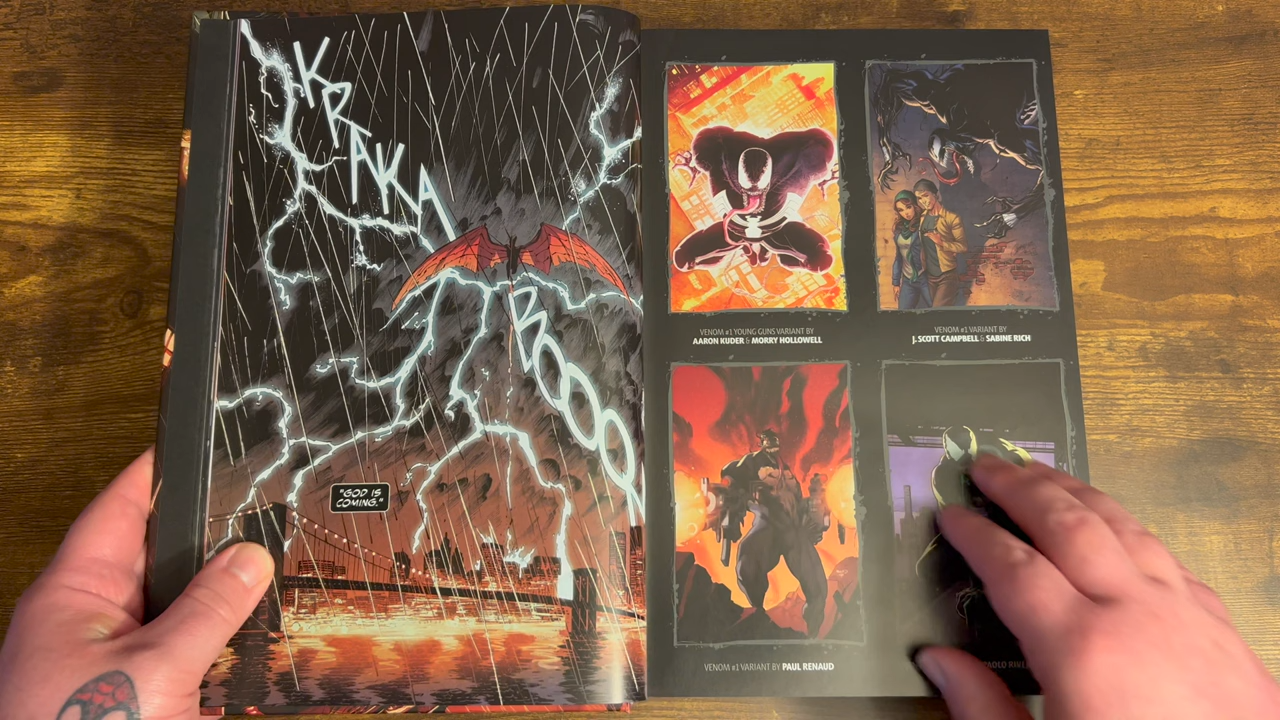 KRAKA
BOOOO
"GOD IS
COMING."
VENOM #1 YOUNG GUNS VARIANT BY
AARON KUDER & MORRY HOLLOWELL
VENOM #1 VARIANT BY
J. SCOTT CAMPBELL & SABINE RICH
VENOM #1 VARIANT BY PAUL RENAUD